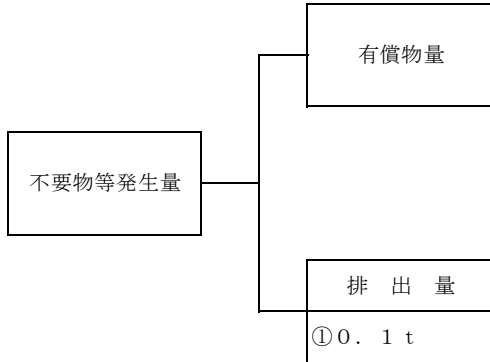 有償物量
不要物等発生量
排　出　量
①０．１ｔ